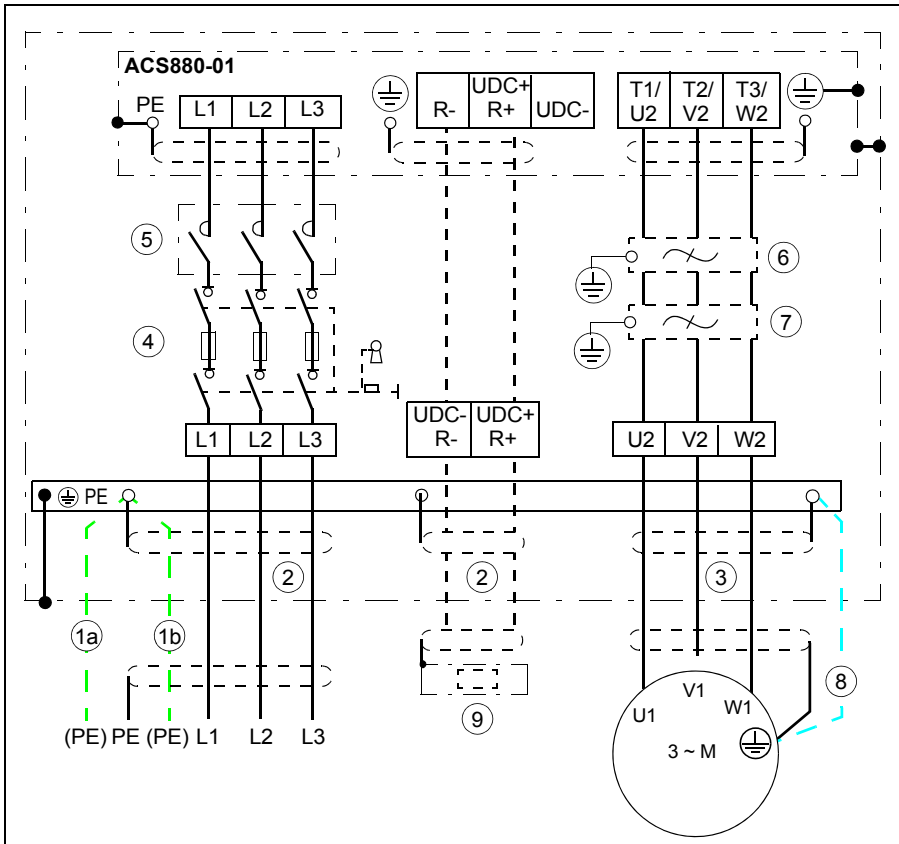 ACS880-01
PE
L1 L2 L3
R- UDC+ R+ UDC-
T1/ U2 T2/ V2 T3/ W2
5
6
4
7
UDC- R- UDC+ R+
L1 L2 L3
U2 V2 W2
PE
2
2
3
1a
1b
8
9
U1 V1 W1
3 ~ M
(PE) PE (PE) L1 L2 L3